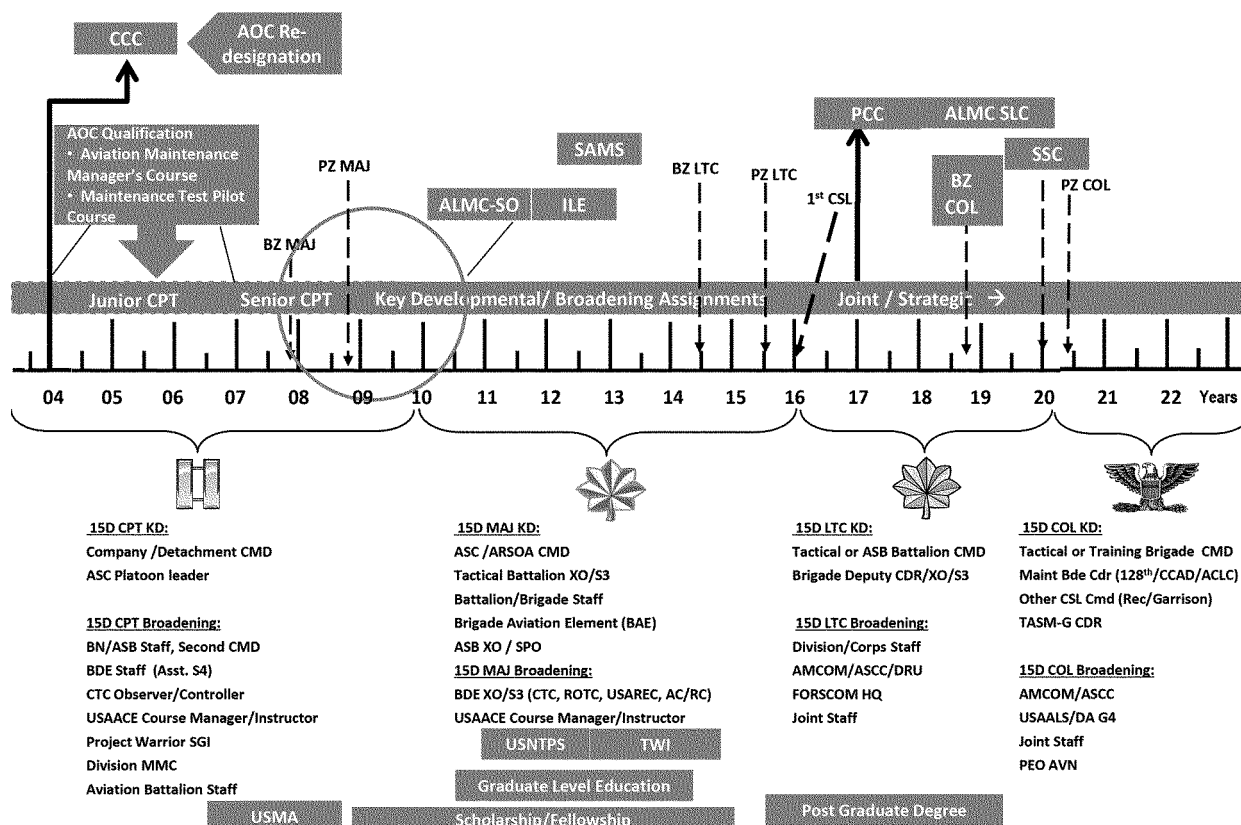 CCC
AOC Re-
designation
AOC Qualification
• Aviation Maintenance
Manager's Course
• Maintenance Test Pilot
Course
PZ MAJ
BZ MAJ
SAMS
ALMC-SO
ILE
BZ LTC
PZ LTC
1st CSL
PCC
ALMC SLC
BZ
COL
SSC
PZ COL
Junior CPT
Senior CPT
Key Developmental/ Broadening Assignments
Joint / Strategic →
04 05 06 07 08 09 10 11 12 13 14 15 16 17 18 19 20 21 22 Years
15D CPT KD:
Company /Detachment CMD
ASC Platoon leader
15D CPT Broadening:
BN/ASB Staff, Second CMD
BDE Staff (Asst. S4)
CTC Observer/Controller
USAACE Course Manager/Instructor
Project Warrior SGI
Division MMC
Aviation Battalion Staff
15D MAJ KD:
ASC /ARSOA CMD
Tactical Battalion XO/S3
Battalion/Brigade Staff
Brigade Aviation Element (BAE)
ASB XO / SPO
15D MAJ Broadening:
BDE XO/S3 (CTC, ROTC, USAREC, AC/RC)
USAACE Course Manager/Instructor
15D LTC KD:
Tactical or ASB Battalion CMD
Brigade Deputy CDR/XO/S3
15D LTC Broadening:
Division/Corps Staff
AMCOM/ASCC/DRU
FORSCOM HQ
Joint Staff
15D COL KD:
Tactical or Training Brigade CMD
Maint Bde Cdr (128th/CCAD/ACLC)
Other CSL Cmd (Rec/Garrison)
TASM-G CDR
15D COL Broadening:
AMCOM/ASCC
USAALS/DA G4
Joint Staff
PEO AVN
USNTPS
TWI
Graduate Level Education
USMA
Scholarship/Fellowship
Post Graduate Degree